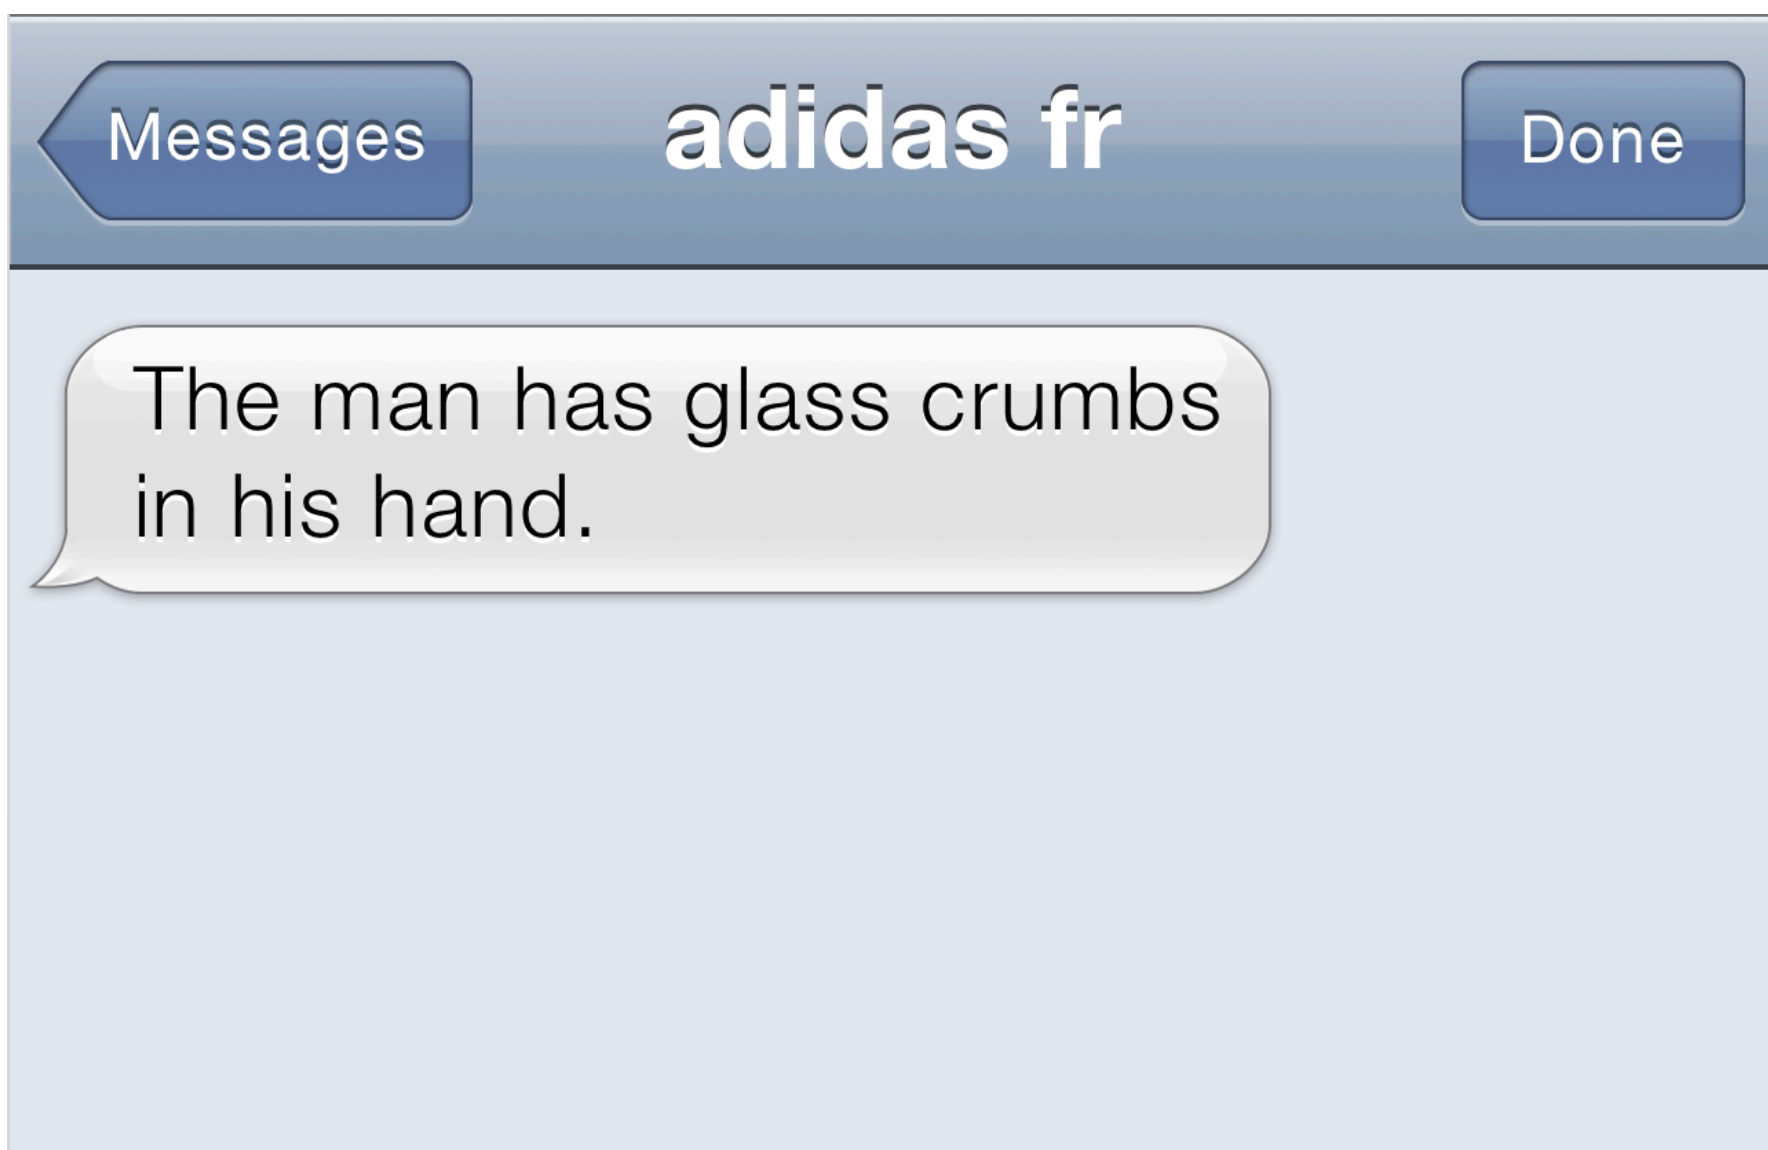 Messages
adidas fr
Done
The man has glass crumbs
in his hand.